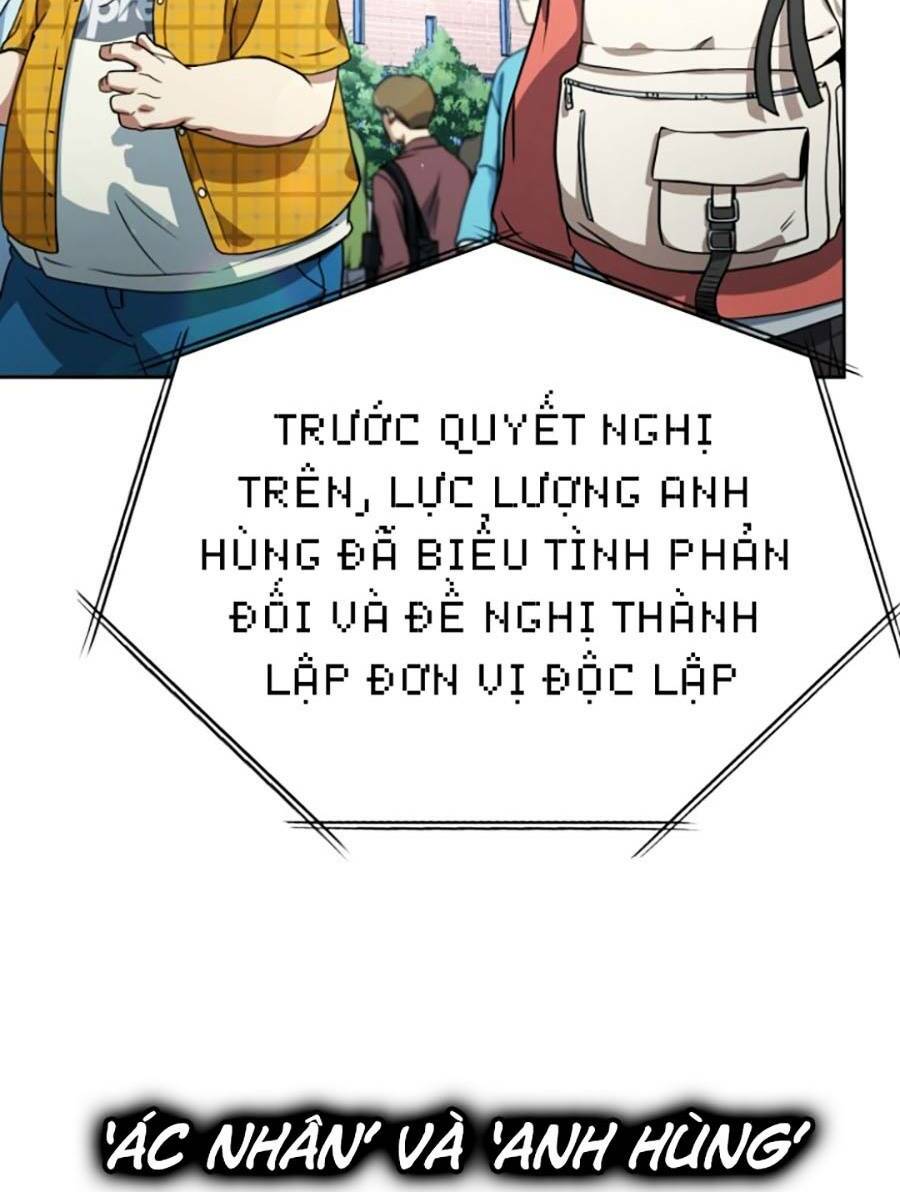 TRƯỚC QUYẾT NGHỊ
TRÊN, LỰC LƯỢNG ANH
HÙNG ĐÃ BIỂU TÌNH PHẢN
ĐỐI VÀ ĐỀ NGHỊ THÀNH
LẬP ĐƠN VỊ ĐỘC LẬP
'ÁC NHÂN' VÀ 'ANH HÙNG'